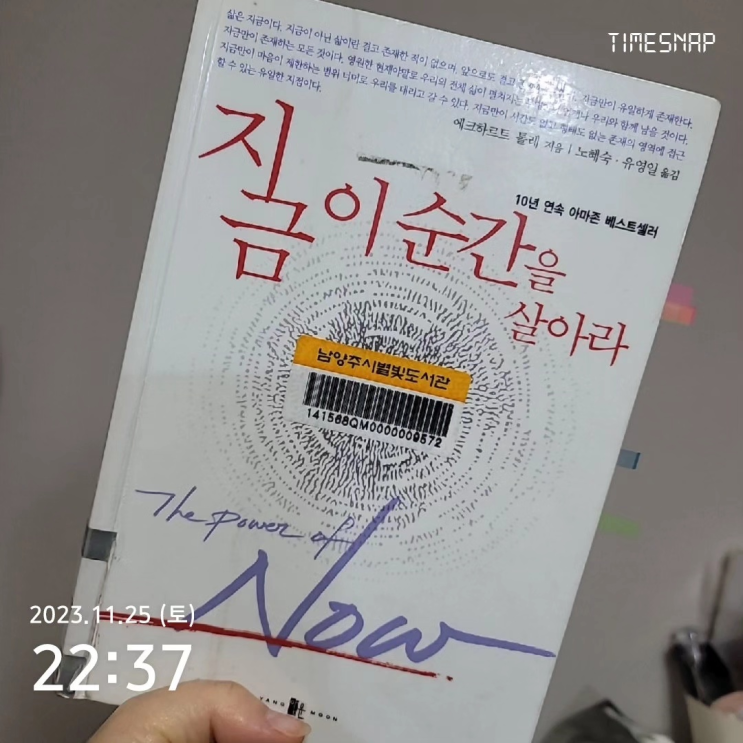 TIMESNAP
삶은 지금이다. 지금이 아닌 삶이란 결코 존재한 적이 없으며, 앞으로도 결코
지금만이 유일하게 존재한다.
지금만이 존재하는 모든 것이다. 영원한 현재야말로 우리의 전체 삶이 펼쳐지는
우리와 함께 남을 것이다.
지금만이 마음이 제한하는 범위 너머로 우리를 데리고 갈 수 있다. 지금만이 시간도 없고 형태도 없는 존재의 영역에 접근
할 수 있는 유일한 지점이다.
에크하르트 톨레 지음 | 노혜숙·유영일 옮김
10년 연속 아마존 베스트셀러
지금 이 순간을
살아라
남양주시별빛도서관
141568QM0000009572
The Power of
Now
2023.11.25 (토)
22:37
YANG MOON